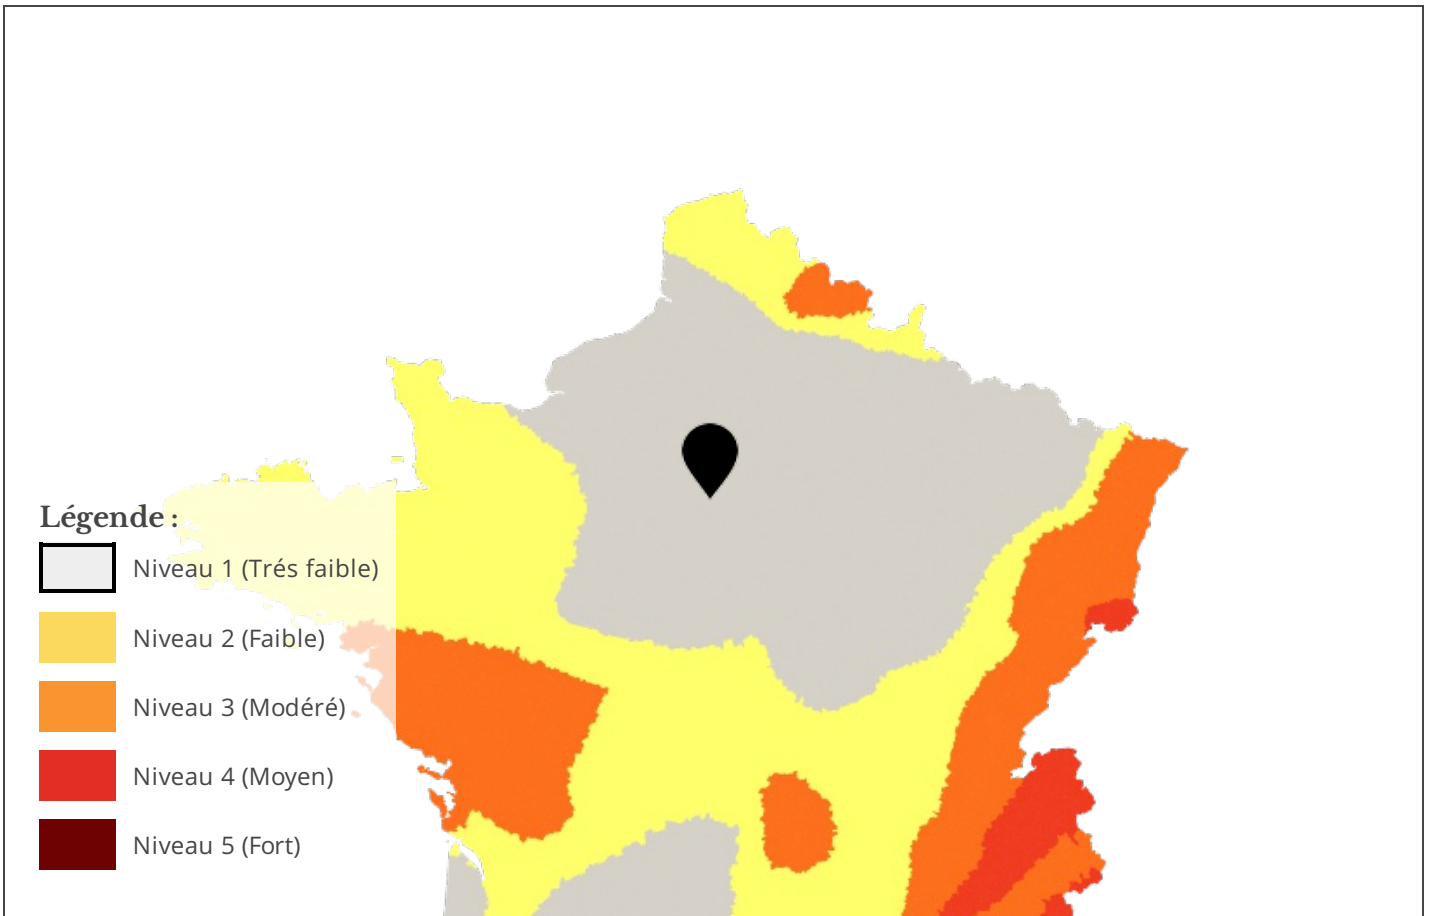 Légende :
Niveau 1 (Trés faible)
Niveau 2 (Faible)
Niveau 3 (Modéré)
Niveau 4 (Moyen)
Niveau 5 (Fort)